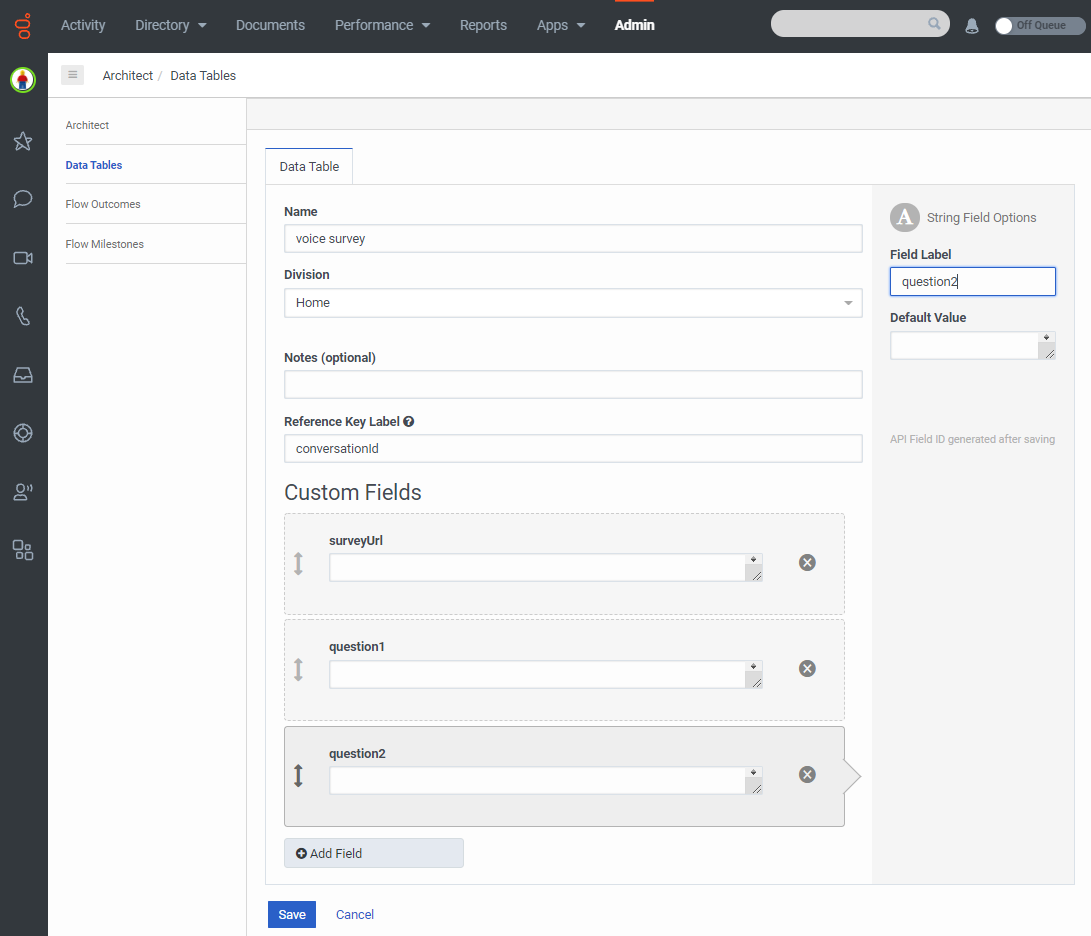 Activity Directory Documents Performance Reports Apps Admin Off Queue
Architect / Data Tables
Architect
Data Tables
Flow Outcomes
Flow Milestones
Data Table
Name
voice survey
Division
Home
Notes (optional)
Reference Key Label ?
conversationId
Custom Fields
surveyUrl
question1
question2
Add Field
Save Cancel
A String Field Options
Field Label
question2
Default Value
API Field ID generated after saving